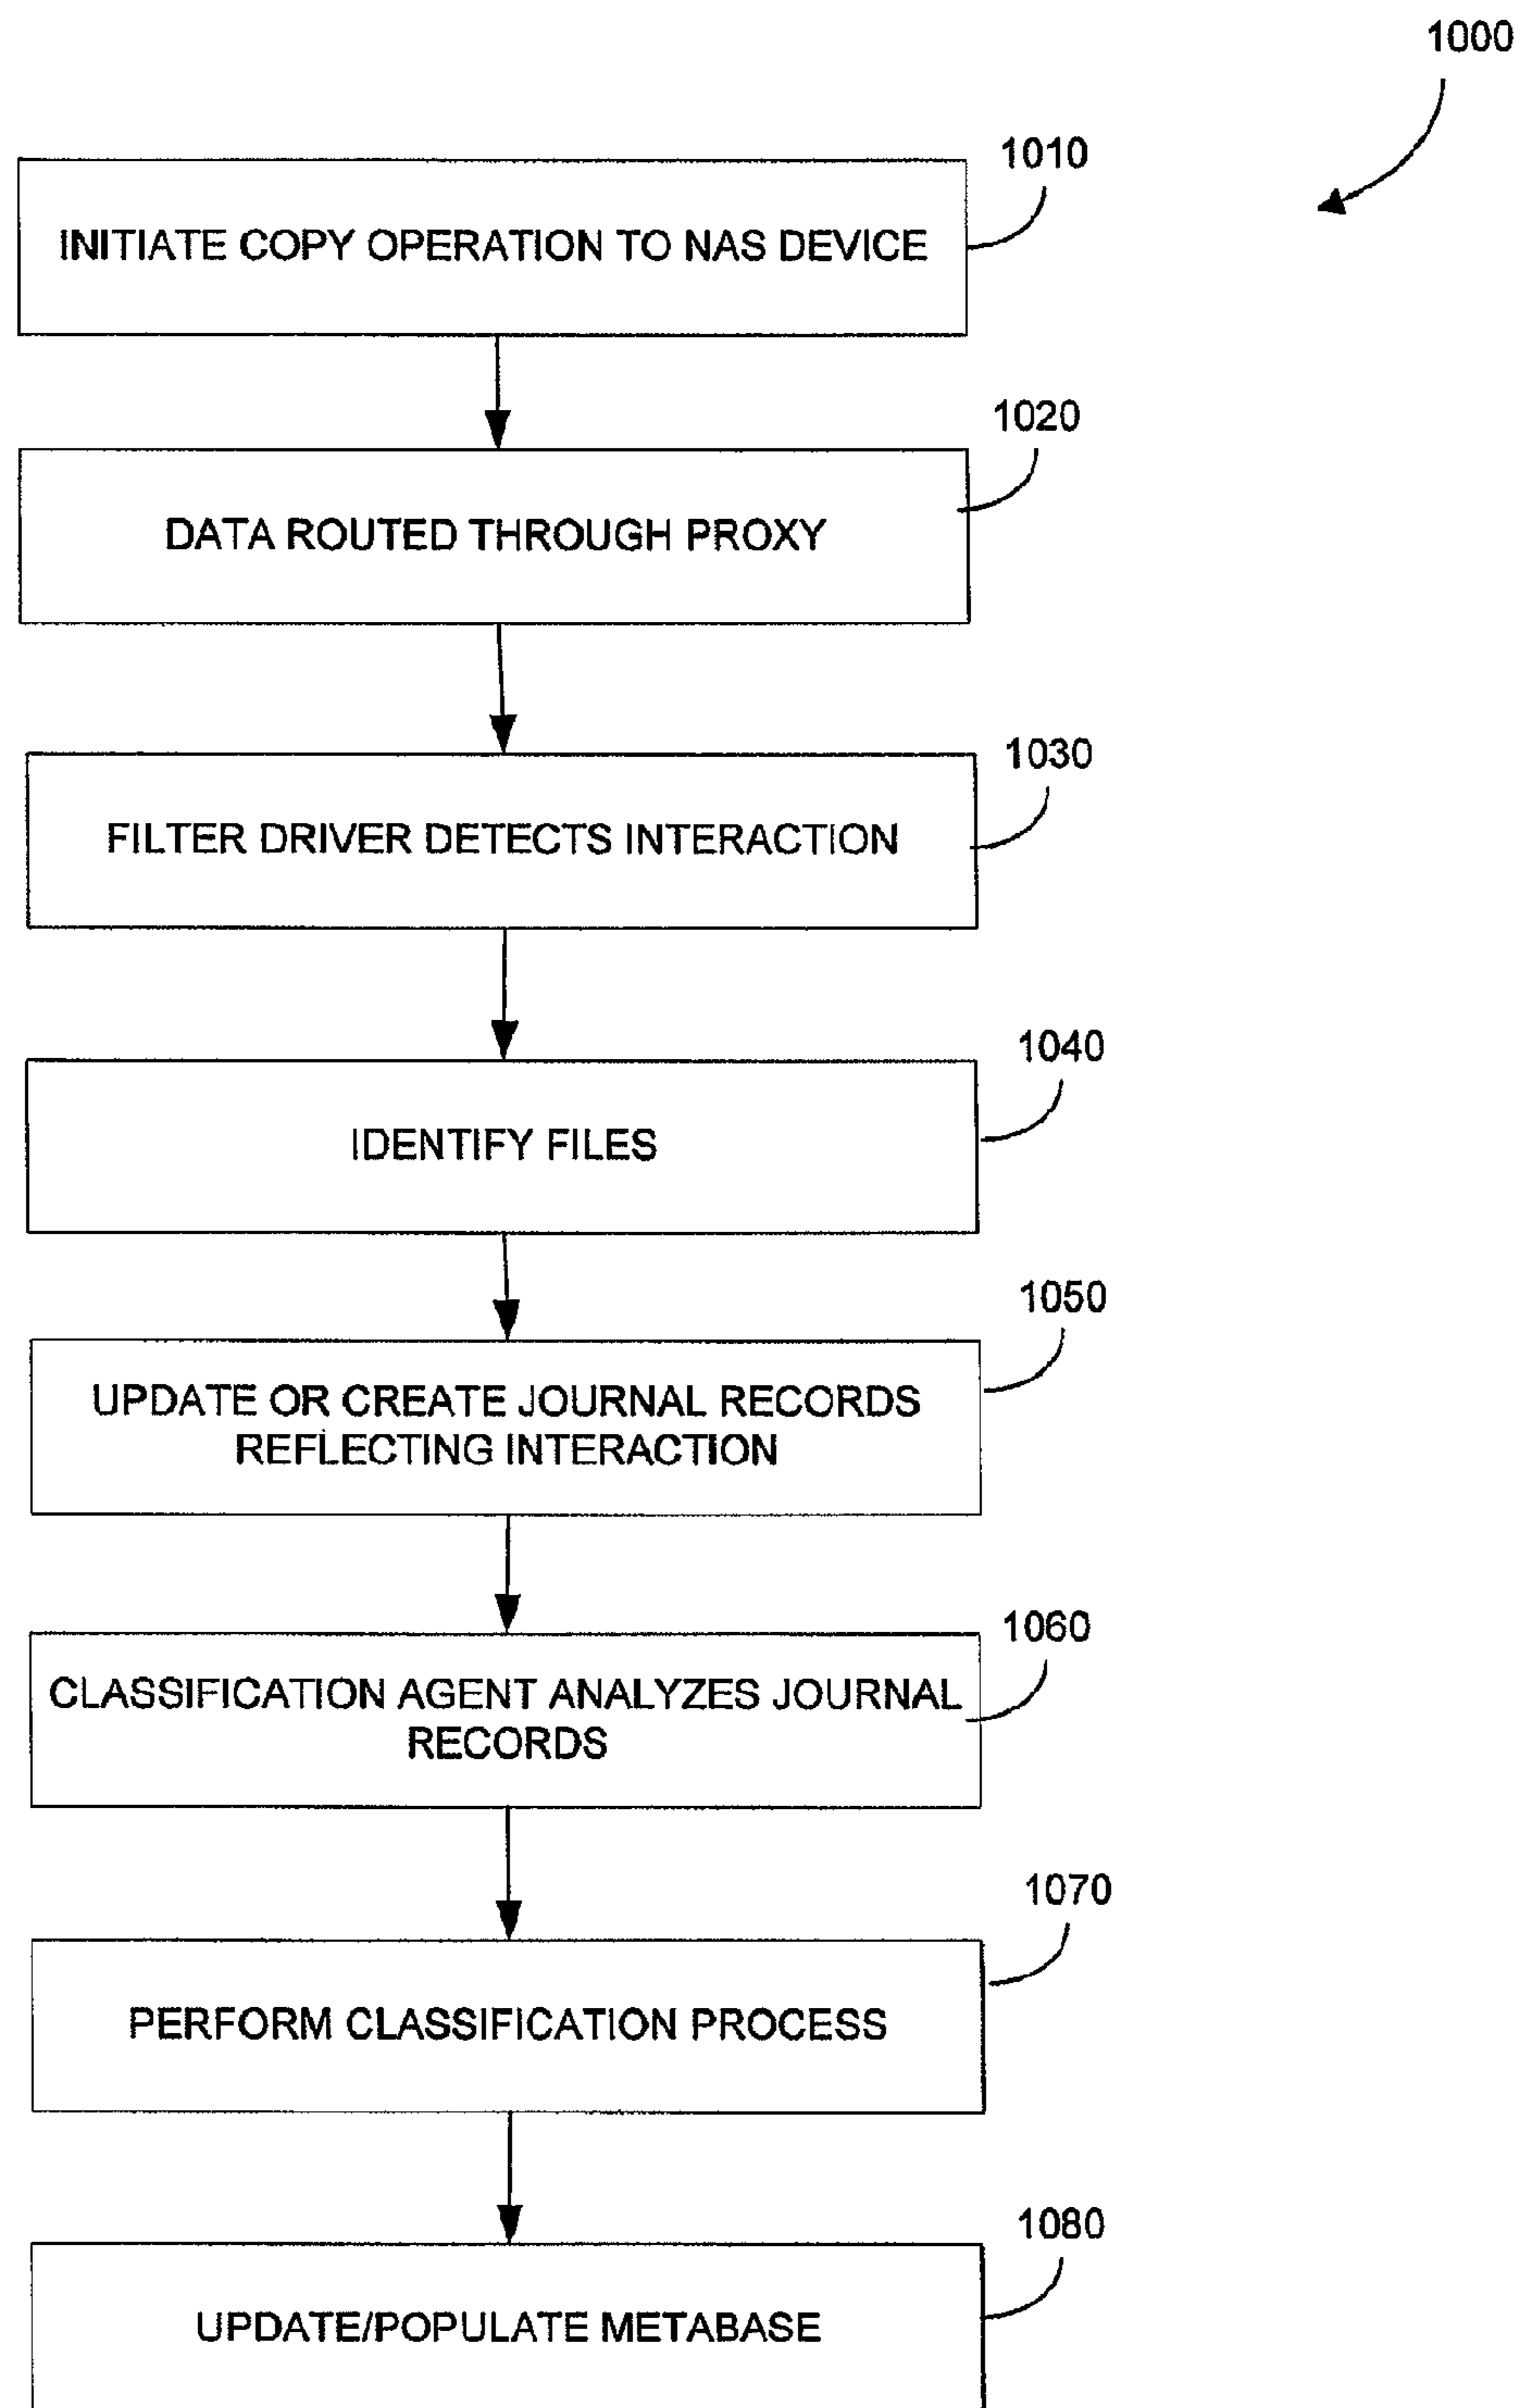 1000
1010
INITIATE COPY OPERATION TO NAS DEVICE
1020
DATA ROUTED THROUGH PROXY
1030
FILTER DRIVER DETECTS INTERACTION
1040
IDENTIFY FILES
1050
UPDATE OR CREATE JOURNAL RECORDS
REFLECTING INTERACTION
1060
CLASSIFICATION AGENT ANALYZES JOURNAL
RECORDS
1070
PERFORM CLASSIFICATION PROCESS
1080
UPDATE/POPULATE METABASE